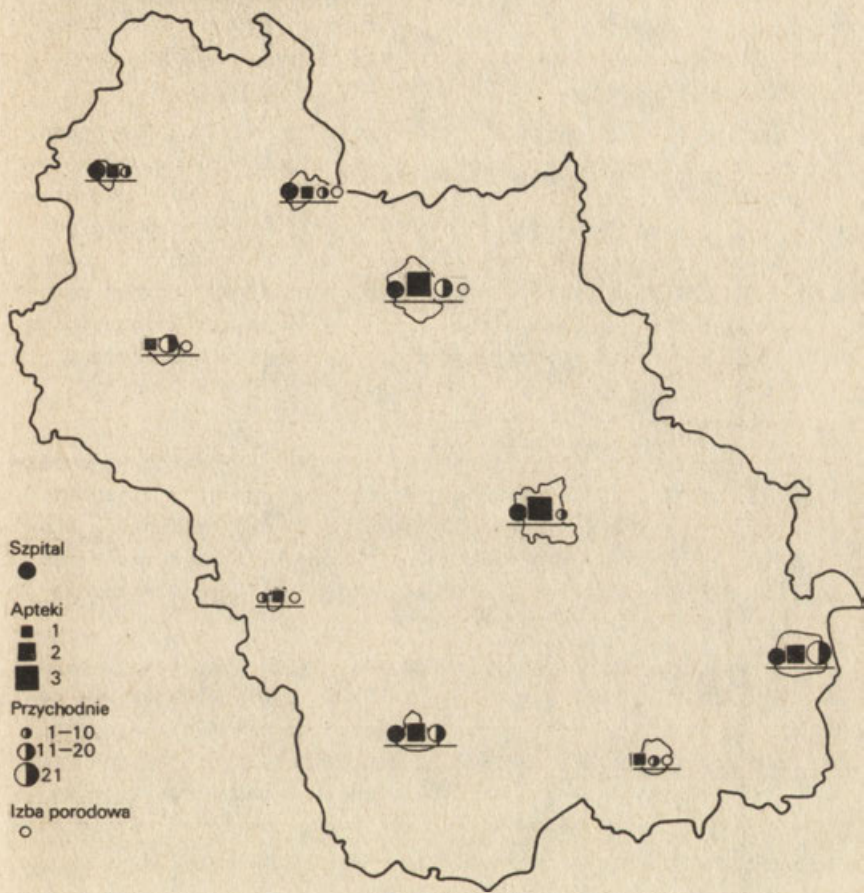 Szpital
Apteki
1
2
3
Przychodnie
1—10
11—20
21
Izba porodowa